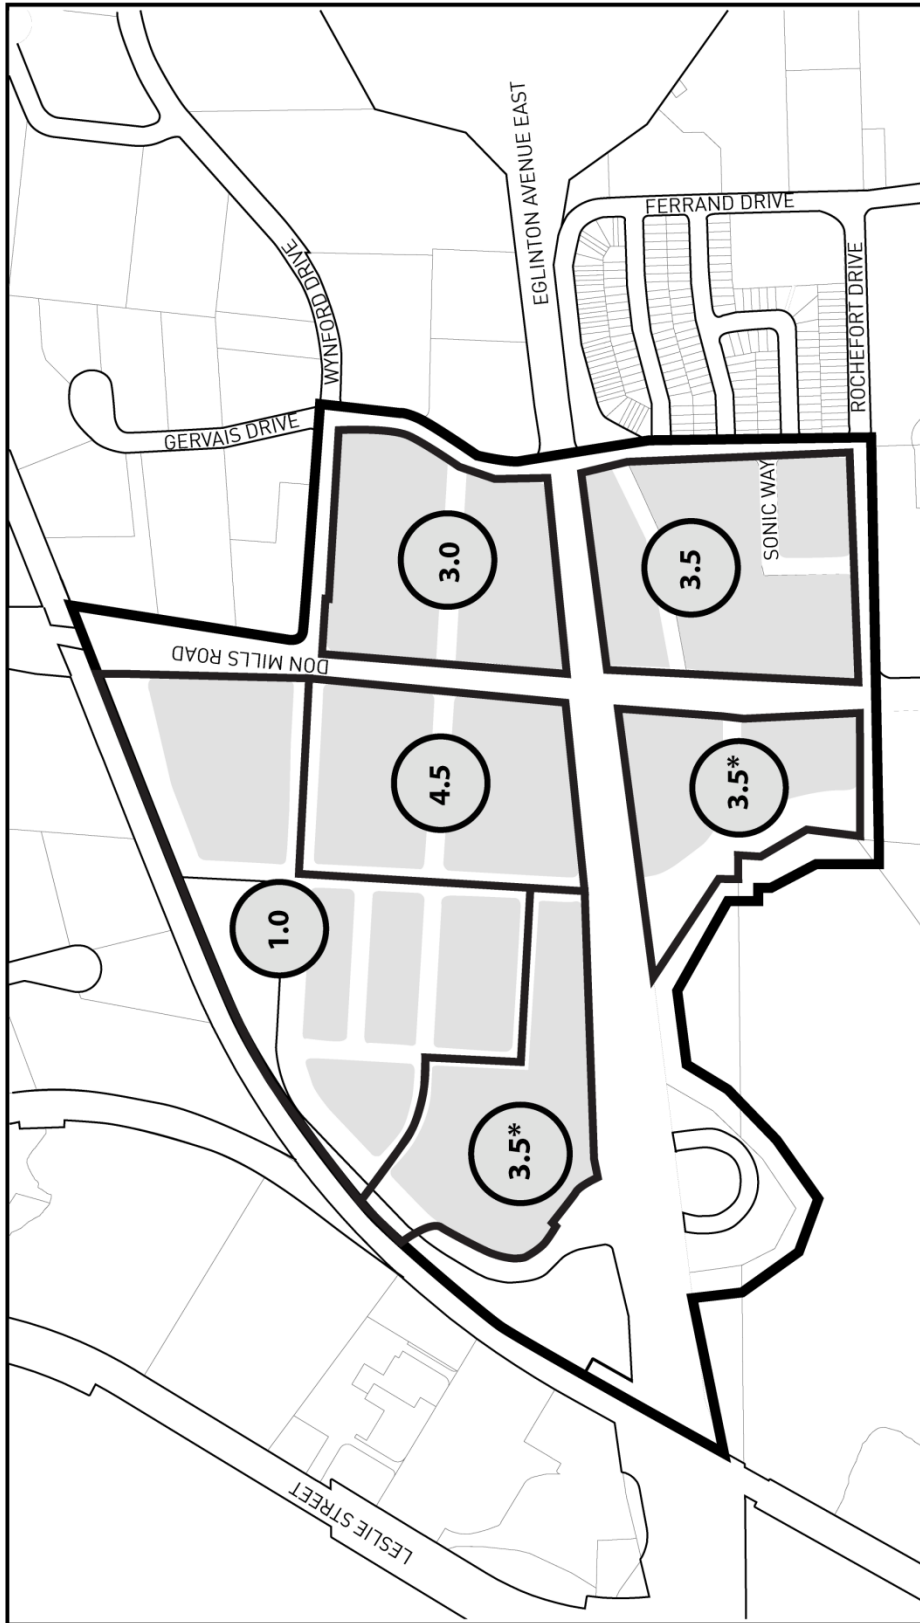 LESLIE STREET
GERVAIS DRIVE
WYNFORD DRIVE
DON MILLS ROAD
EGLINTON AVENUE EAST
FERRAND DRIVE
ROCHEFORT DRIVE
SONIC WAY
1.0
4.5
3.0
3.5*
3.5*
3.5